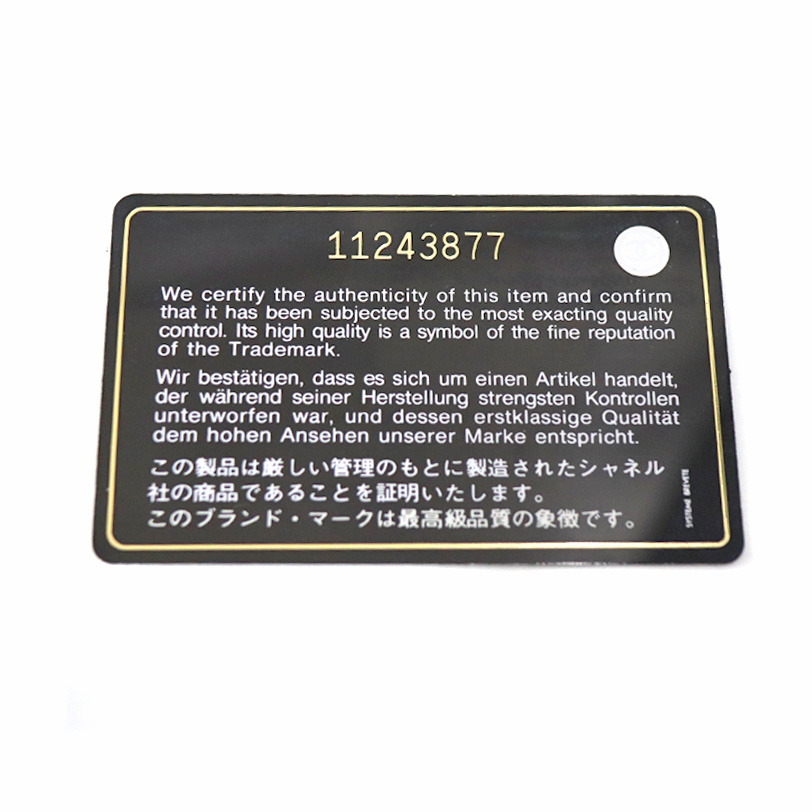 11243877
We certify the authenticity of this item and confirm
that it has been subjected to the most exacting quality
control. Its high quality is a symbol of the fine reputation
of the Trademark.
Wir bestätigen, dass es sich um einen Artikel handelt,
der während seiner Herstellung strengsten Kontrollen
unterworfen war, und dessen erstklassige Qualität
dem hohen Ansehen unserer Marke entspricht.
この製品は厳しい管理のもとに製造されたシャネル
社の商品であることを証明いたします。
このブランド・マークは最高級品質の象徴です。
SYSTEME BREVETE